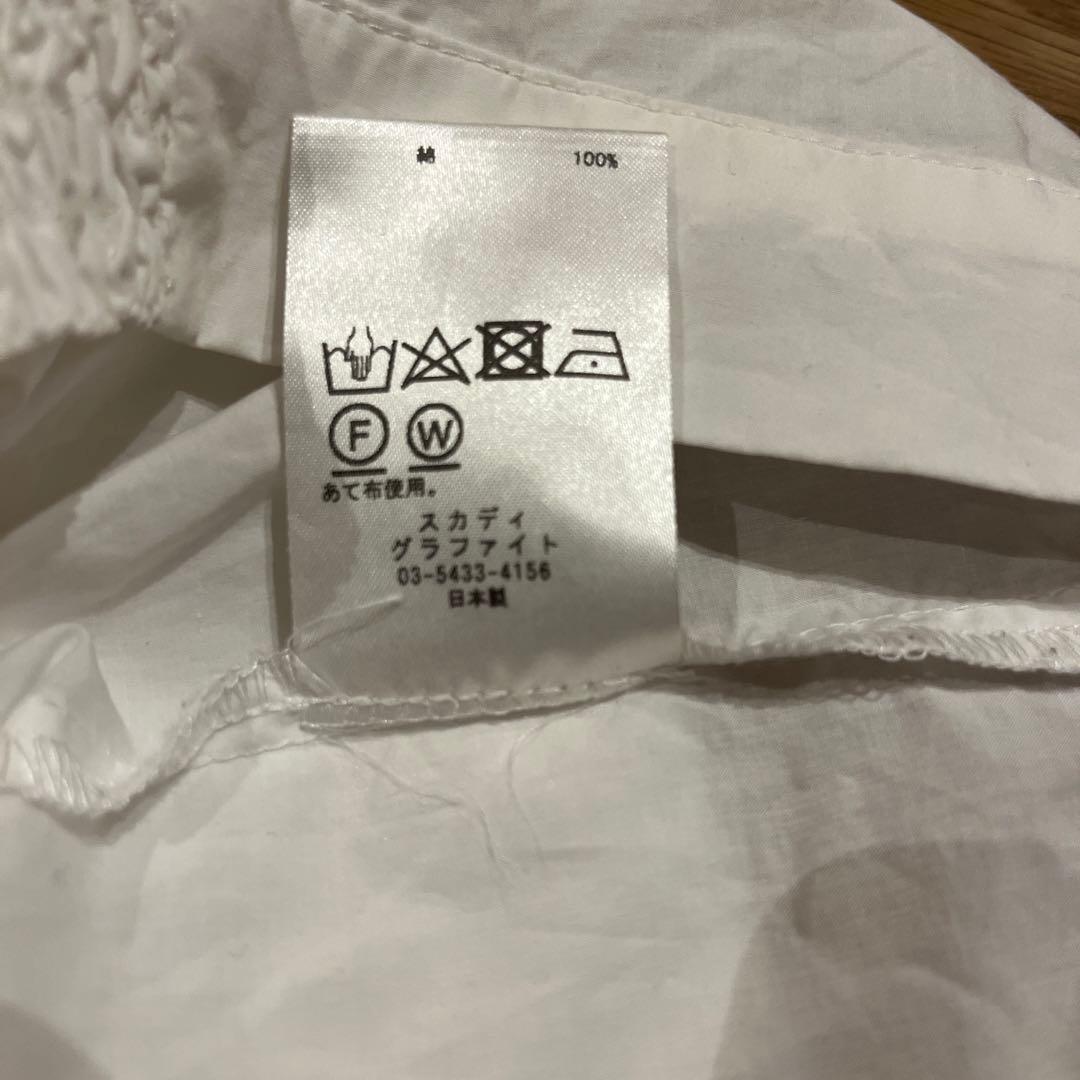 綿 100%
F W
あて布使用。
スカディ
グラファイト
03-5433-4156
日本製